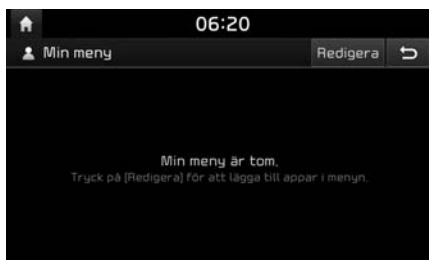 06:20
Min meny Redigera
Min meny är tom.
Tryck på [Redigera] för att lägga till appar i menyn.